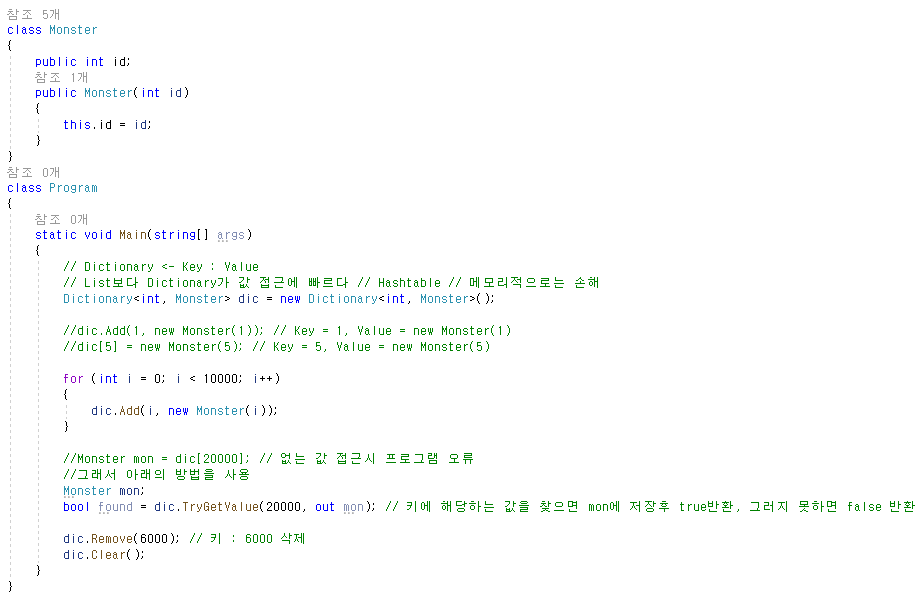 참조 5개
class Monster
{
public int id;
참조 1개
public Monster(int id)
{
this.id = id;
}
}
참조 0개
class Program
{
참조 0개
static void Main(string[] args)
{
// Dictionary <- Key : Value
// List보다 Dictionary가 값 접근에 빠르다 // Hashtable // 메모리적으로는 손해
Dictionary<int, Monster> dic = new Dictionary<int, Monster>();
//dic.Add(1, new Monster(1)); // Key = 1, Value = new Monster(1)
//dic[5] = new Monster(5); // Key = 5, Value = new Monster(5)
for (int i = 0; i < 10000; i++)
{
dic.Add(i, new Monster(i));
}
//Monster mon = dic[20000]; // 없는 값 접근시 프로그램 오류
//그래서 아래의 방법을 사용
Monster mon;
bool found = dic.TryGetValue(20000, out mon); // 키에 해당하는 값을 찾으면 mon에 저장후 true반환, 그러지 못하면 false 반환
dic.Remove(6000); // 키 : 6000 삭제
dic.Clear();
}
}